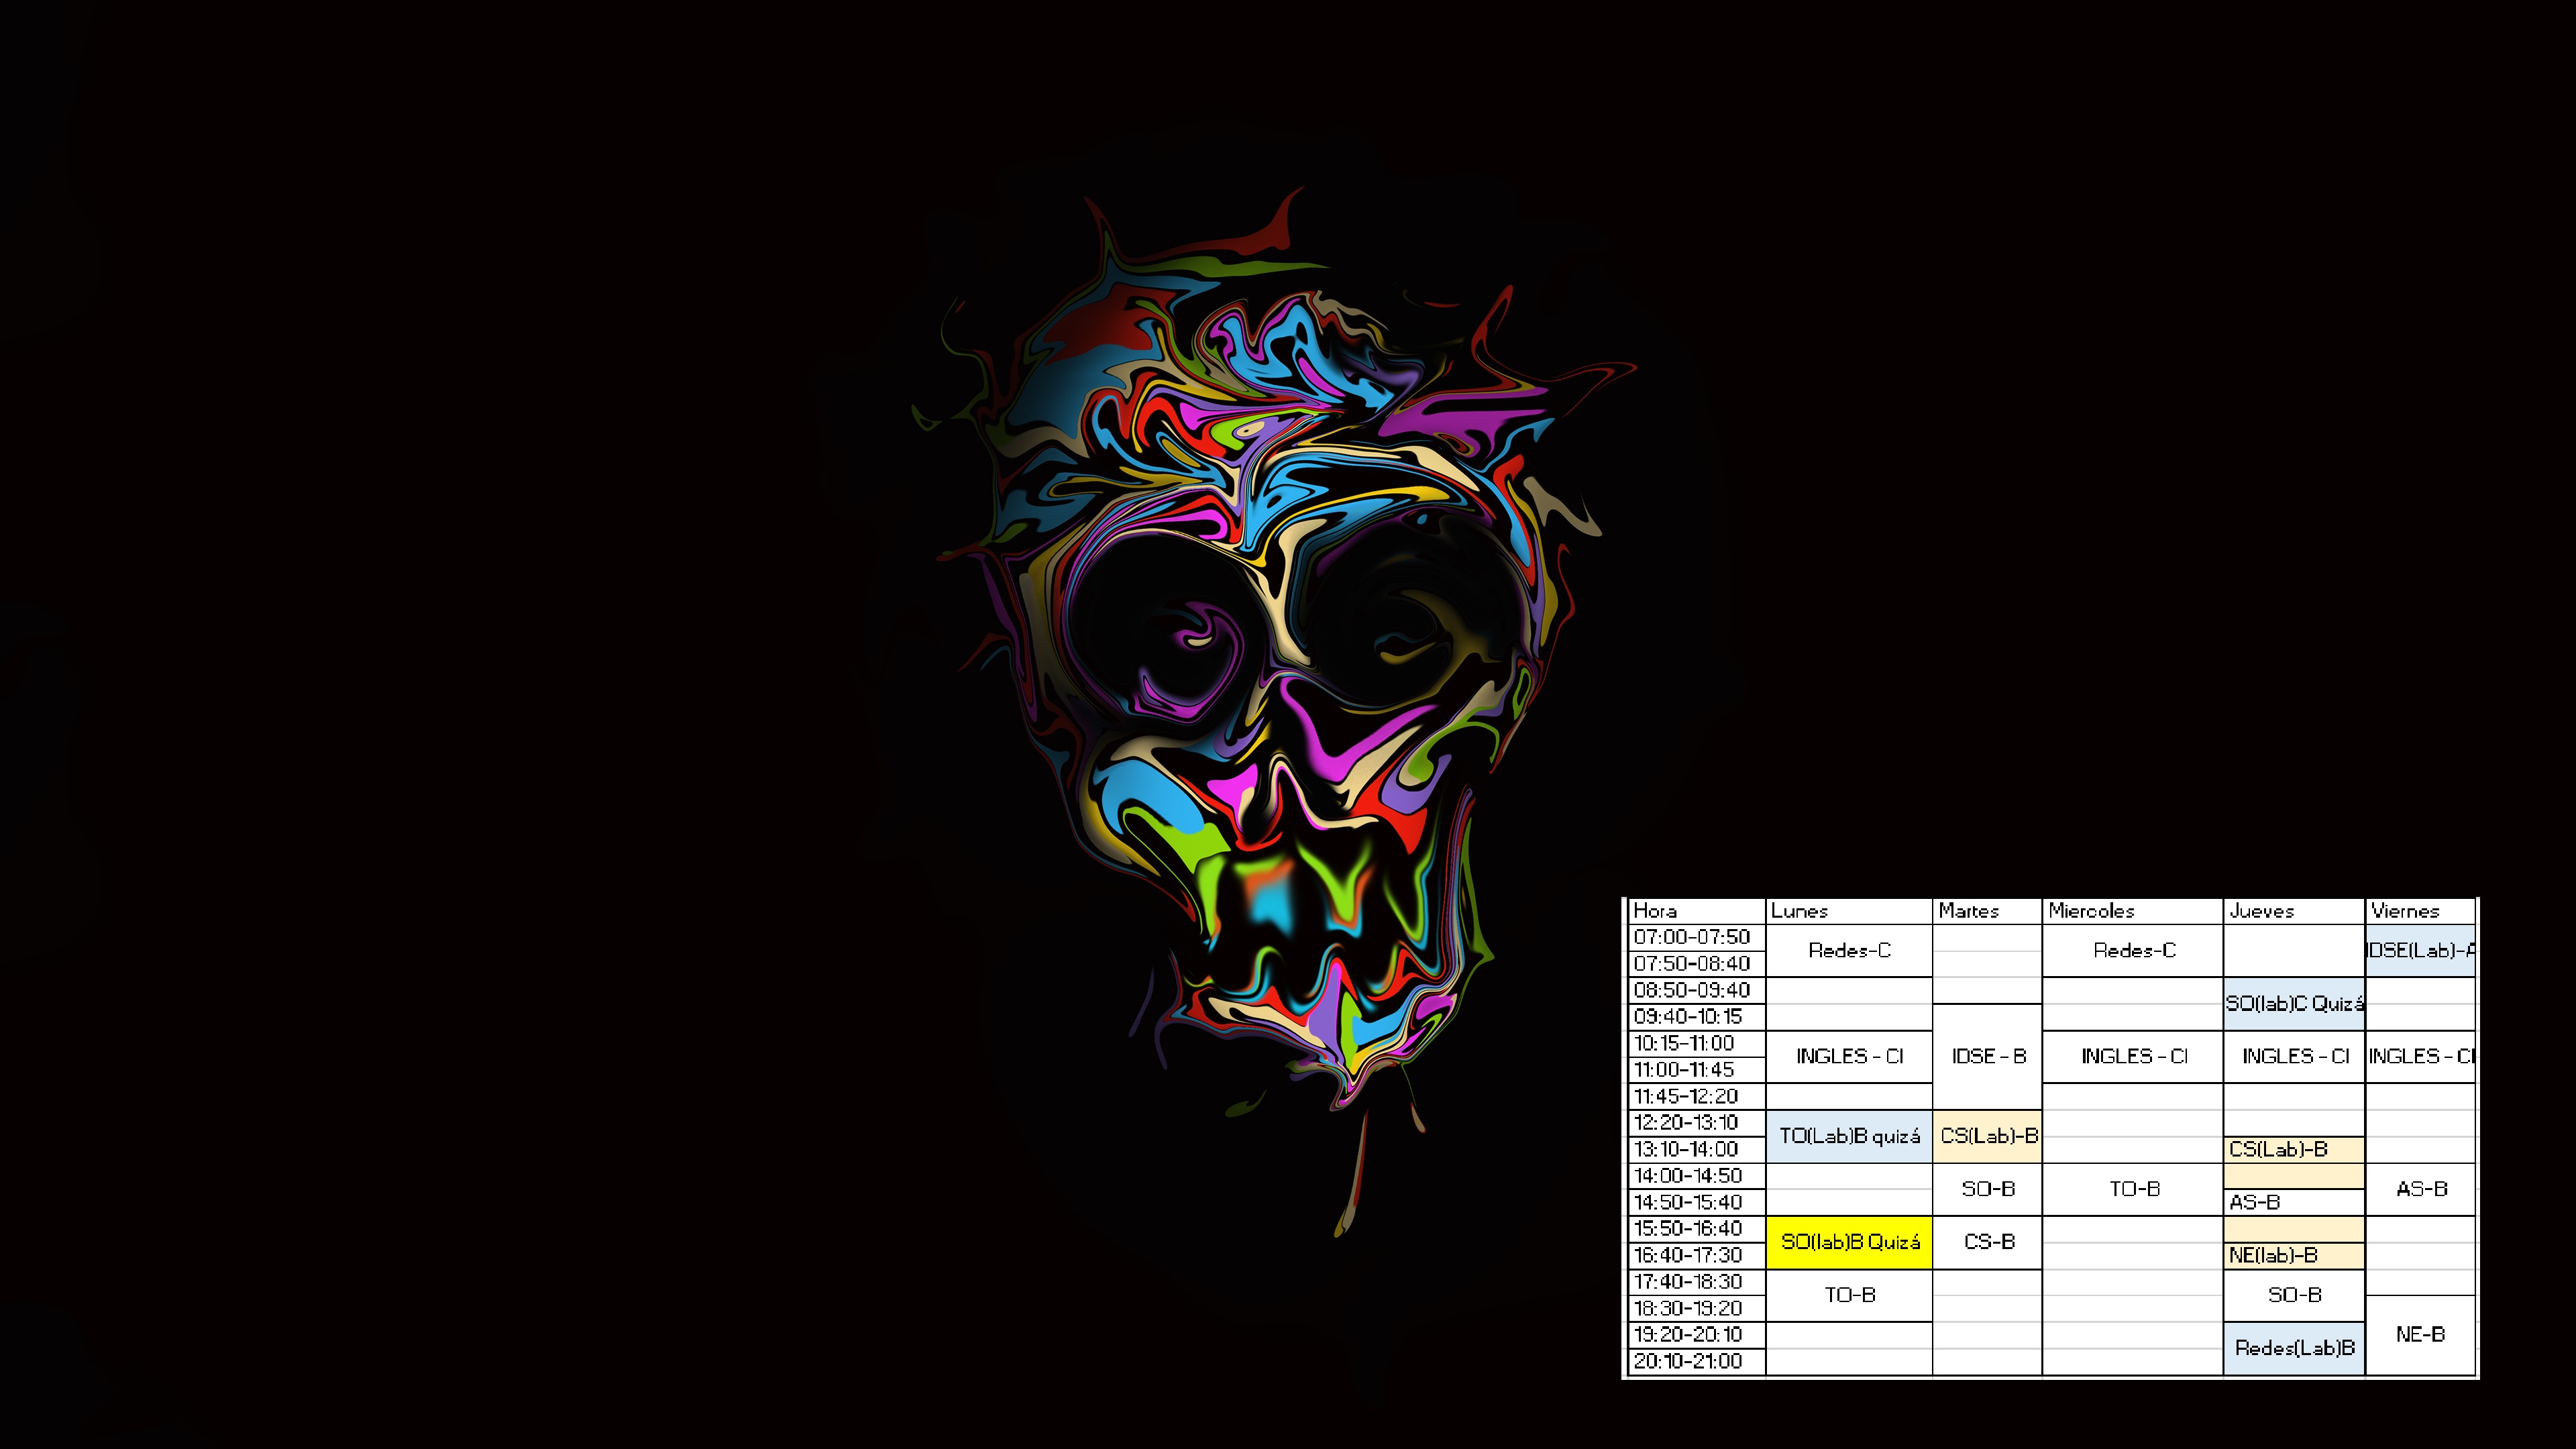 Hora Lunes Martes Miercoles Jueves Viernes
07:00-07:50 Redes-C Redes-C IDSE(Lab)-A
07:50-08:40
08:50-09:40 SO(lab)C Quizá
09:40-10:15
10:15-11:00 INGLES - CI IDSE - B INGLES - CI INGLES - CI INGLES - CI
11:00-11:45
11:45-12:20
12:20-13:10 TO(Lab)B quizá CS(Lab)-B
13:10-14:00 CS(Lab)-B
14:00-14:50 SO-B TO-B AS-B
14:50-15:40 AS-B
15:50-16:40 SO(lab)B Quizá CS-B
16:40-17:30 NE(lab)-B
17:40-18:30 TO-B SO-B
18:30-19:20 NE-B
19:20-20:10 Redes(Lab)B
20:10-21:00